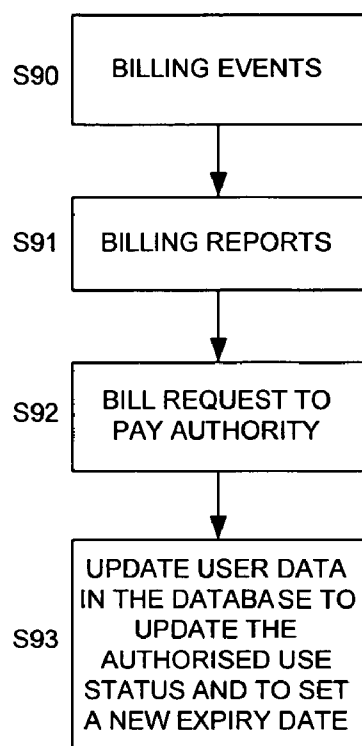 S90
BILLING EVENTS
S91
BILLING REPORTS
S92
BILL REQUEST TO
PAY AUTHORITY
S93
UPDATE USER DATA
IN THE DATABASE TO
UPDATE THE
AUTHORISED USE
STATUS AND TO SET
A NEW EXPIRY DATE